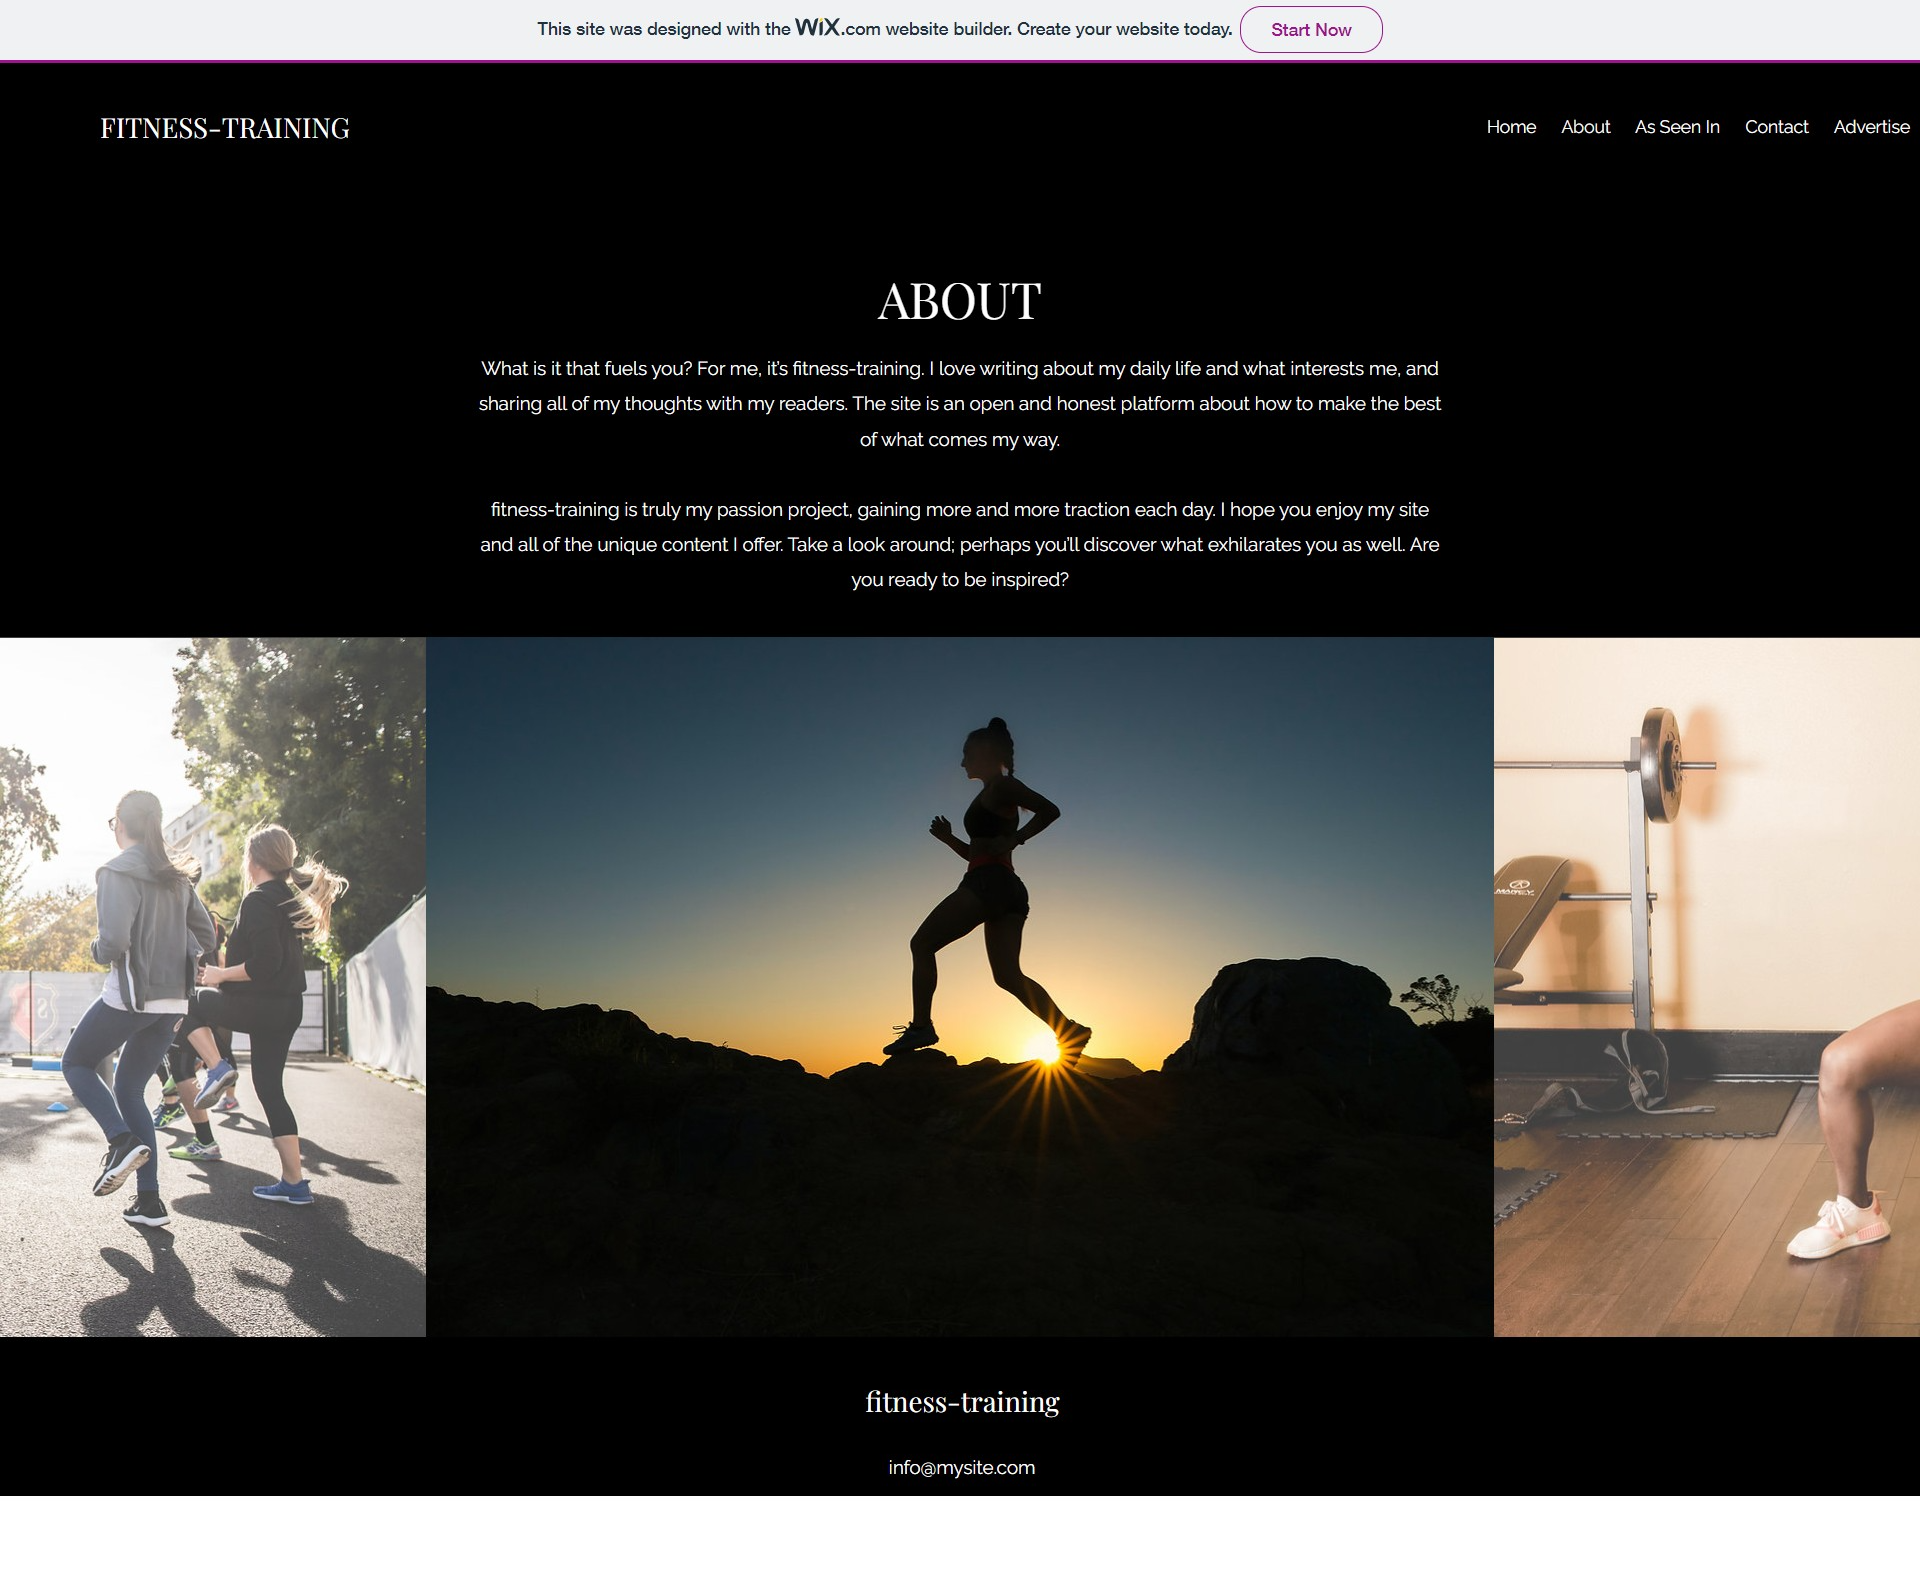 This site was designed with the WiX.com website builder. Create your website today. Start Now
FITNESS-TRAINING
Home About As Seen In Contact Advertise
ABOUT
What is it that fuels you? For me, it’s fitness-training. I love writing about my daily life and what interests me, and
sharing all of my thoughts with my readers. The site is an open and honest platform about how to make the best
of what comes my way.
fitness-training is truly my passion project, gaining more and more traction each day. I hope you enjoy my site
and all of the unique content I offer. Take a look around; perhaps you’ll discover what exhilarates you as well. Are
you ready to be inspired?
MARCY
fitness-training
info@mysite.com